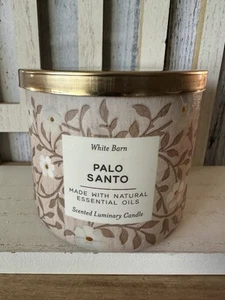 White Barn
PALO
SANTO
MADE WITH NATURAL
ESSENTIAL OILS
Scented Luminary Candle